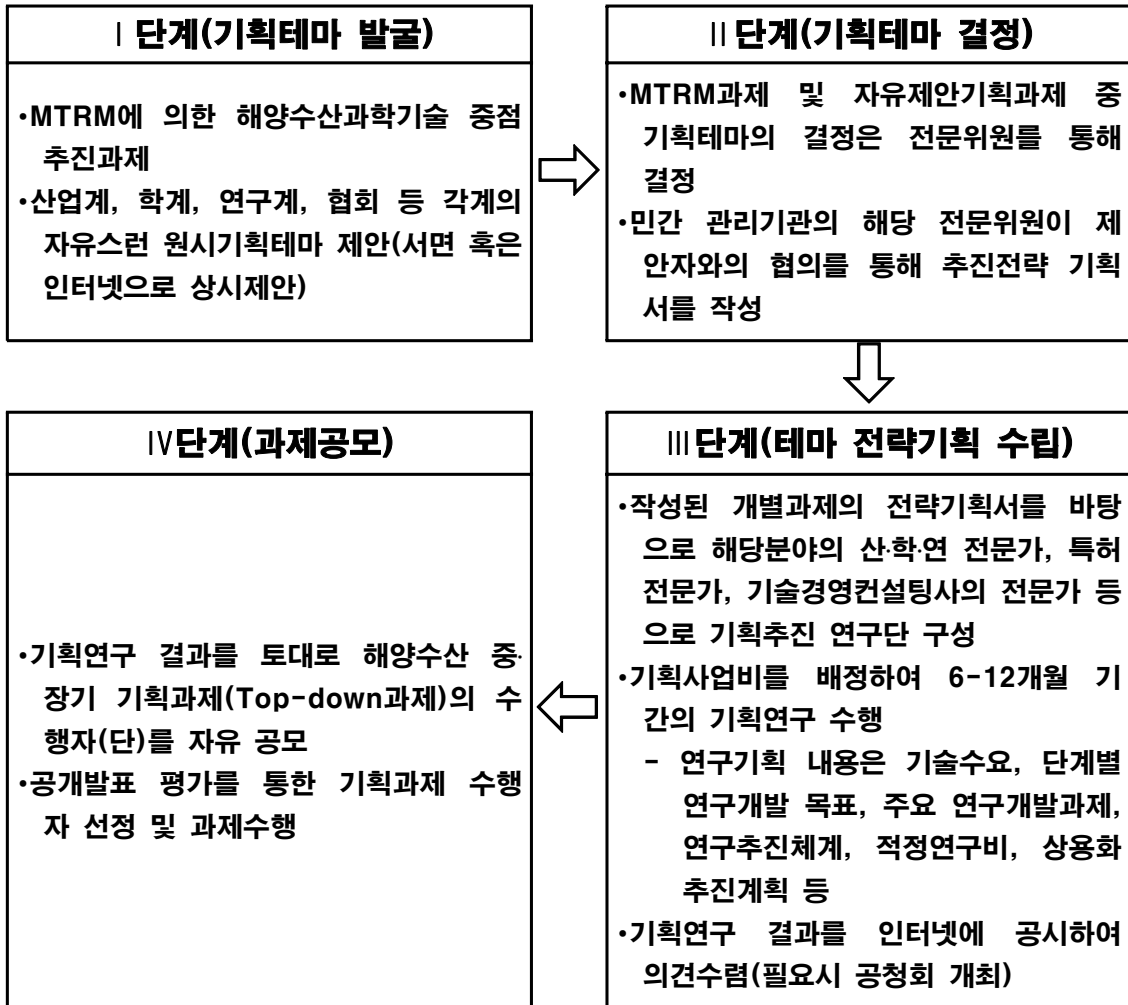 Ⅰ단계(기획테마 발굴)
·MTRM에 의한 해양수산과학기술 중점
추진과제
·산업계, 학계, 연구계, 협회 등 각계의
자유스런 원시기획테마 제안(서면 혹은
인터넷으로 상시제안)
Ⅱ단계(기획테마 결정)
·MTRM과제 및 자유제안기획과제 중
기획테마의 결정은 전문위원를 통해
결정
·민간 관리기관의 해당 전문위원이 제
안자와의 협의를 통해 추진전략 기획
서를 작성
Ⅲ단계(테마 전략기획 수립)
·작성된 개별과제의 전략기획서를 바탕
으로 해당분야의 산·학·연 전문가, 특허
전문가, 기술경영컨설팅사의 전문가 등
으로 기획추진 연구단 구성
·기획사업비를 배정하여 6-12개월 기
간의 기획연구 수행
- 연구기획 내용은 기술수요, 단계별
연구개발 목표, 주요 연구개발과제,
연구추진체계, 적정연구비, 상용화
추진계획 등
·기획연구 결과를 인터넷에 공시하여
의견수렴(필요시 공청회 개최)
Ⅳ단계(과제공모)
·기획연구 결과를 토대로 해양수산 중·
장기 기획과제(Top-down과제)의 수
행자(단)를 자유 공모
·공개발표 평가를 통한 기획과제 수행
자 선정 및 과제수행